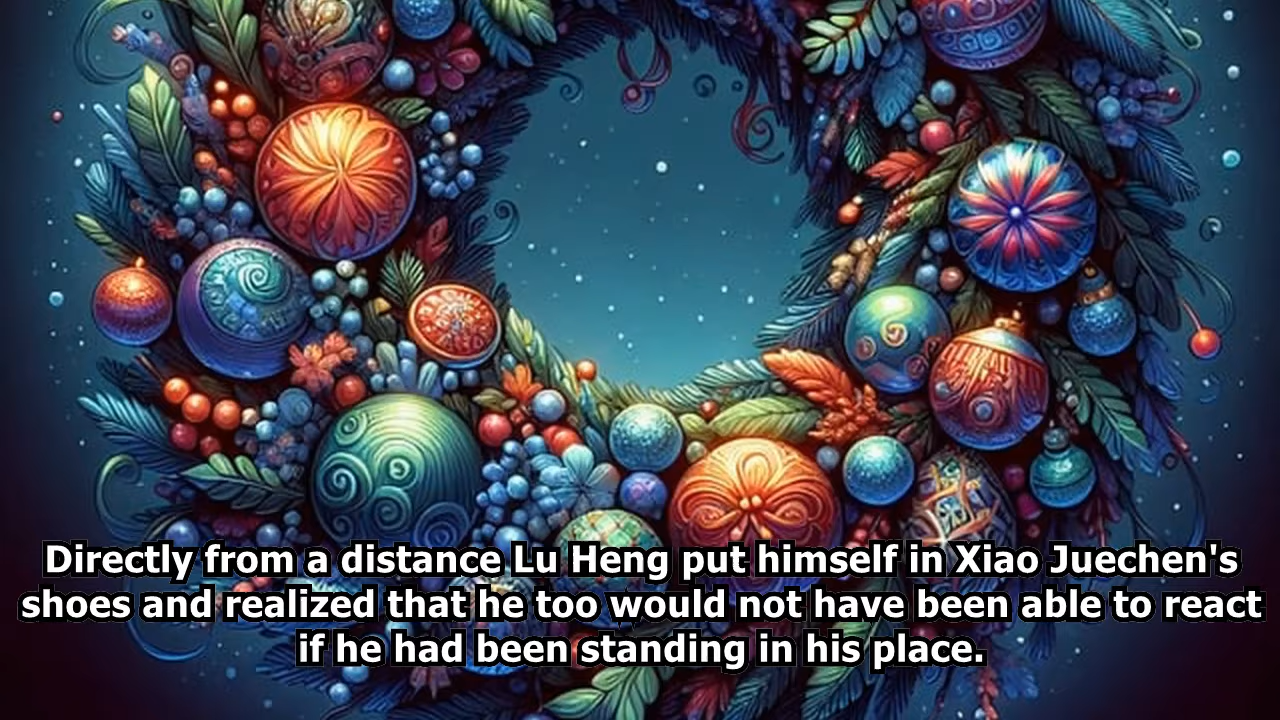 Directly from a distance Lu Heng put himself in Xiao Juechen's
shoes and realized that he too would not have been able to react
if he had been standing in his place.